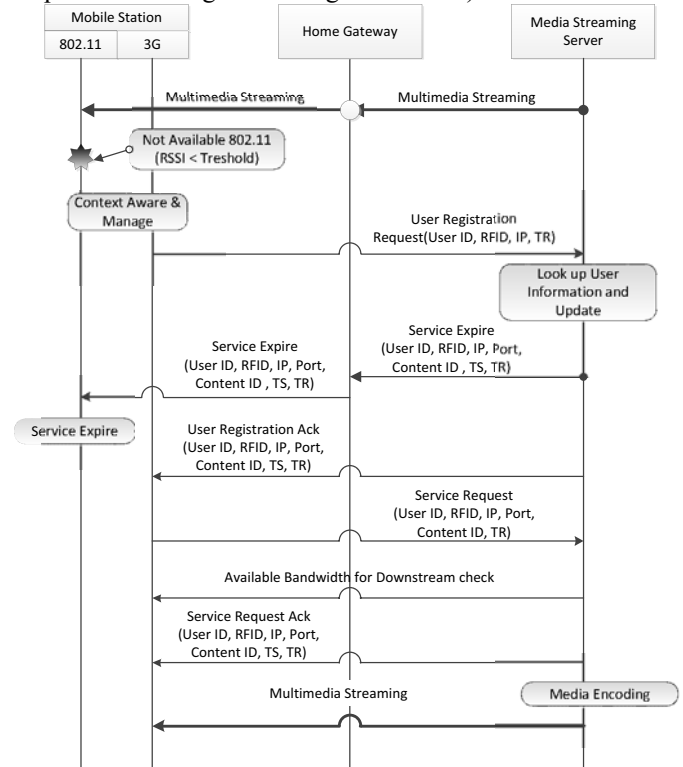 Mobile Station
802.11
3G
Home Gateway
Media Streaming
Server
Multimedia Streaming
Multimedia Streaming
Not Available 802.11
(RSSI < Treshold)
Context Aware &
Manage
User Registration
Request(User ID, RFID, IP, TR)
Look up User
Information and
Update
Service Expire
(User ID, RFID, IP, Port,
Content ID , TS, TR)
Service Expire
(User ID, RFID, IP, Port,
Content ID , TS, TR)
Service Expire
User Registration Ack
(User ID, RFID, IP, Port,
Content ID, TS, TR)
Service Request
(User ID, RFID, IP, Port,
Content ID, TR)
Available Bandwidth for Downstream check
Service Request Ack
(User ID, RFID, IP, Port,
Content ID, TS, TR)
Media Encoding
Multimedia Streaming